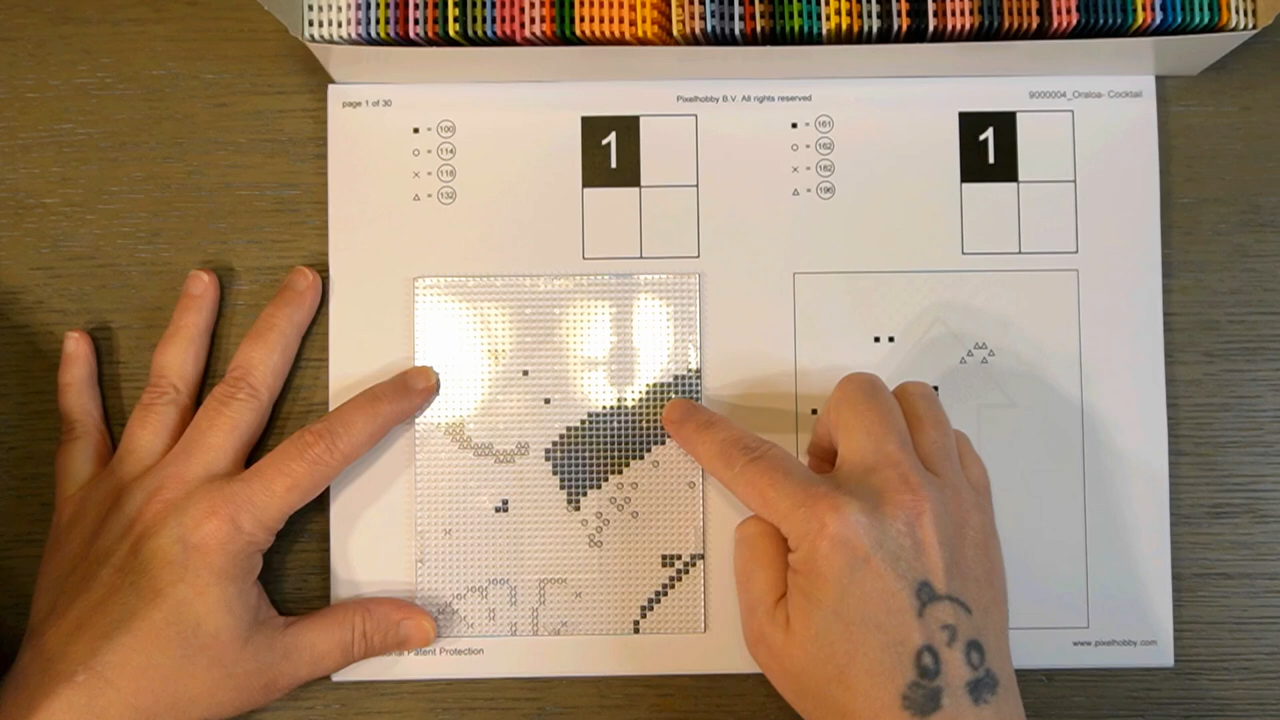 page 1 of 30
Pixelhobby B.V. All rights reserved
9000004_Oraloa- Cocktail
■ = 100
○ = 114
× = 118
△ = 132
1
■ = 161
○ = 162
× = 182
△ = 196
1
Patent Protection
www.pixelhobby.com